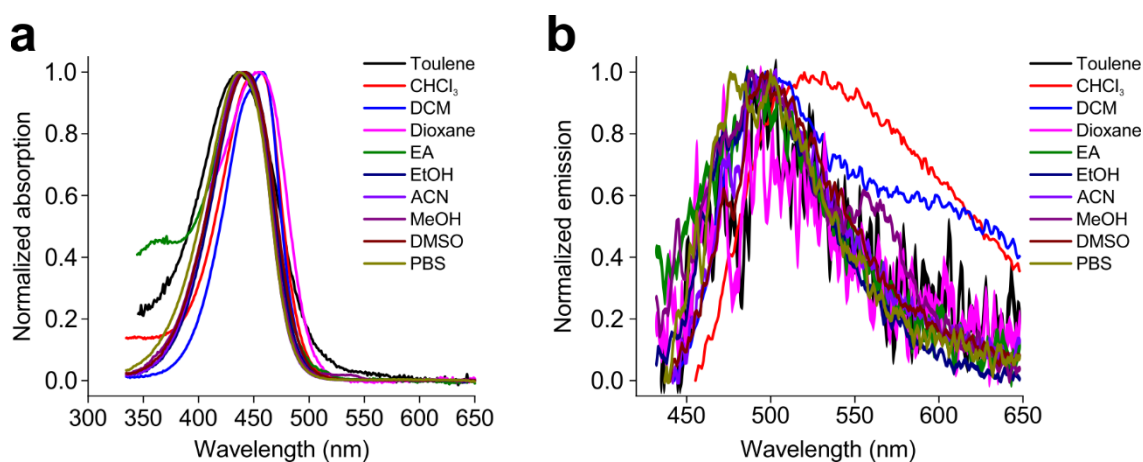 a
Normalized absorption
1.0
0.8
0.6
0.4
0.2
0.0
300
350
400
450
500
550
600
650
Wavelength (nm)
Toulene
CHCl₃
DCM
Dioxane
EA
EtOH
ACN
MeOH
DMSO
PBS
b
Normalized emission
1.0
0.8
0.6
0.4
0.2
0.0
450
500
550
600
650
Wavelength (nm)
Toulene
CHCl₃
DCM
Dioxane
EA
EtOH
ACN
MeOH
DMSO
PBS